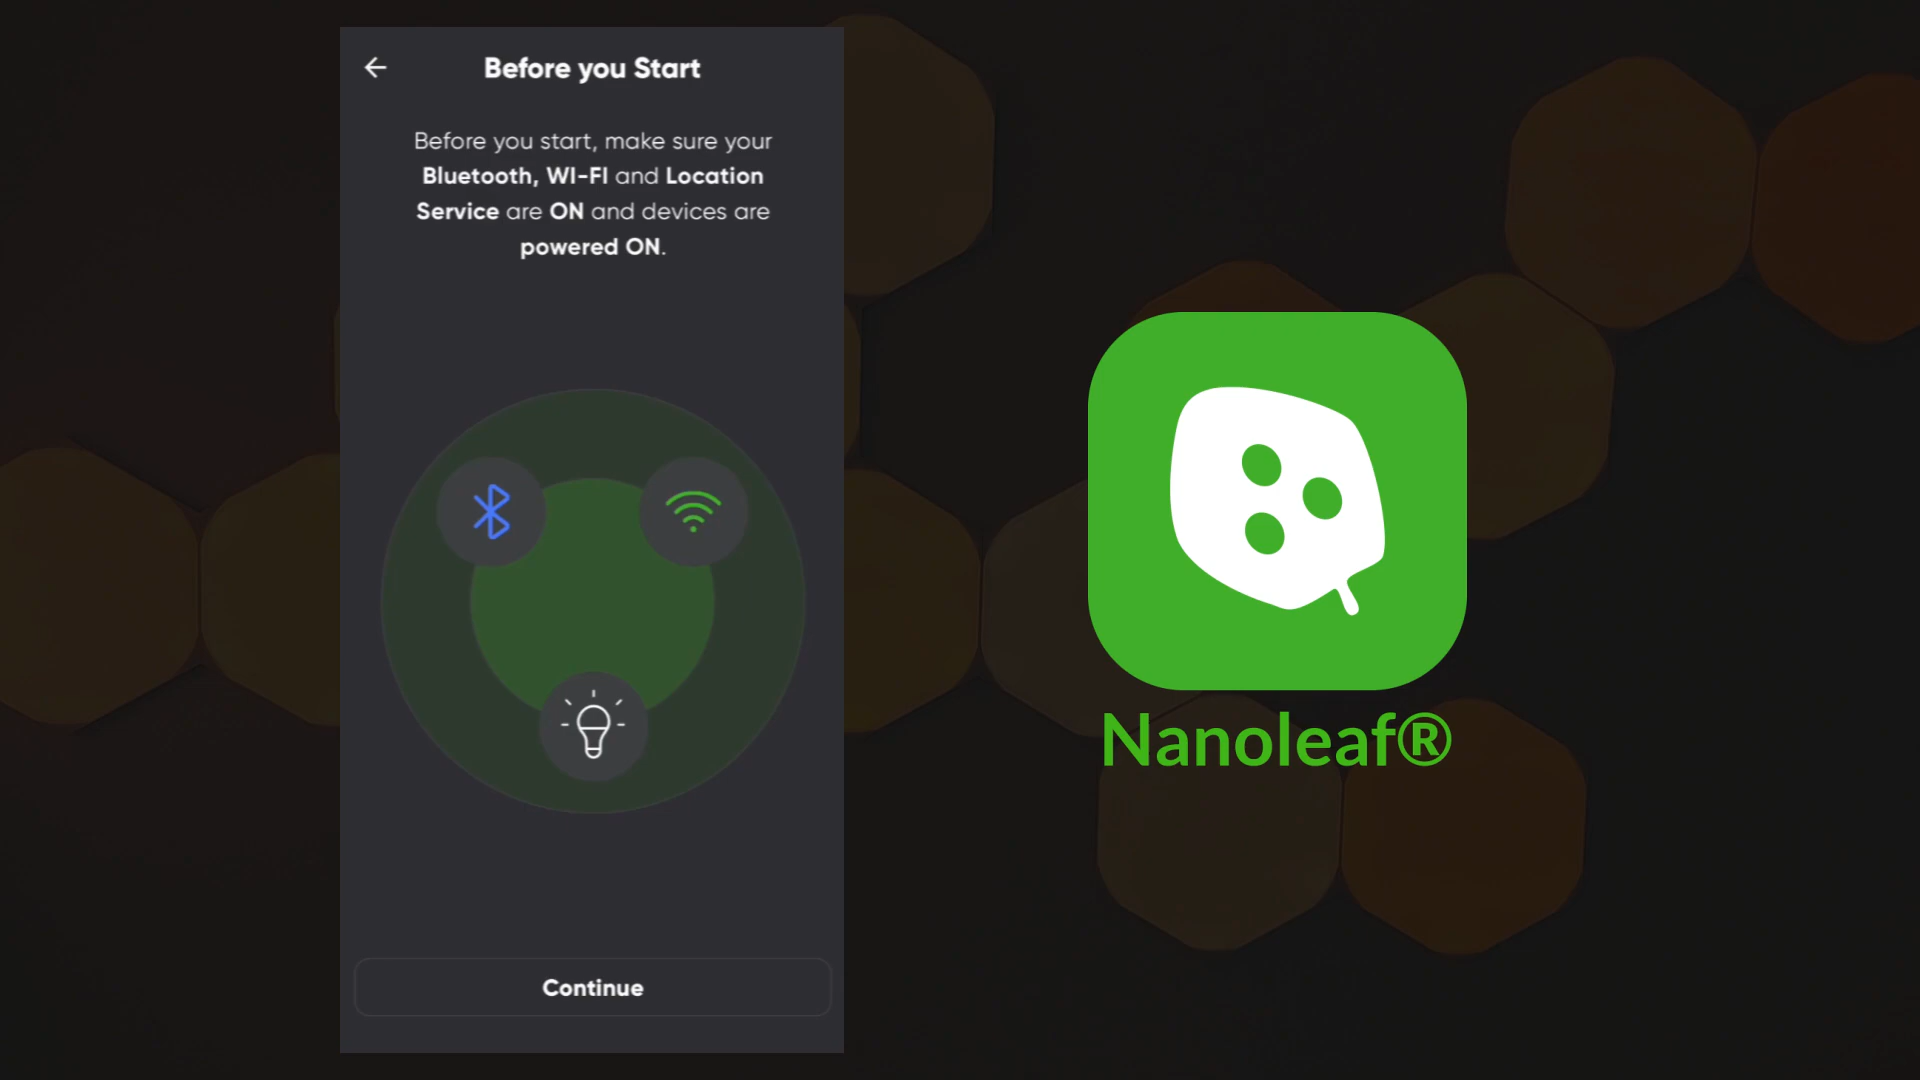 Before you Start
Before you start, make sure your
Bluetooth, WI-FI and Location
Service are ON and devices are
powered ON.
Continue
Nanoleaf®